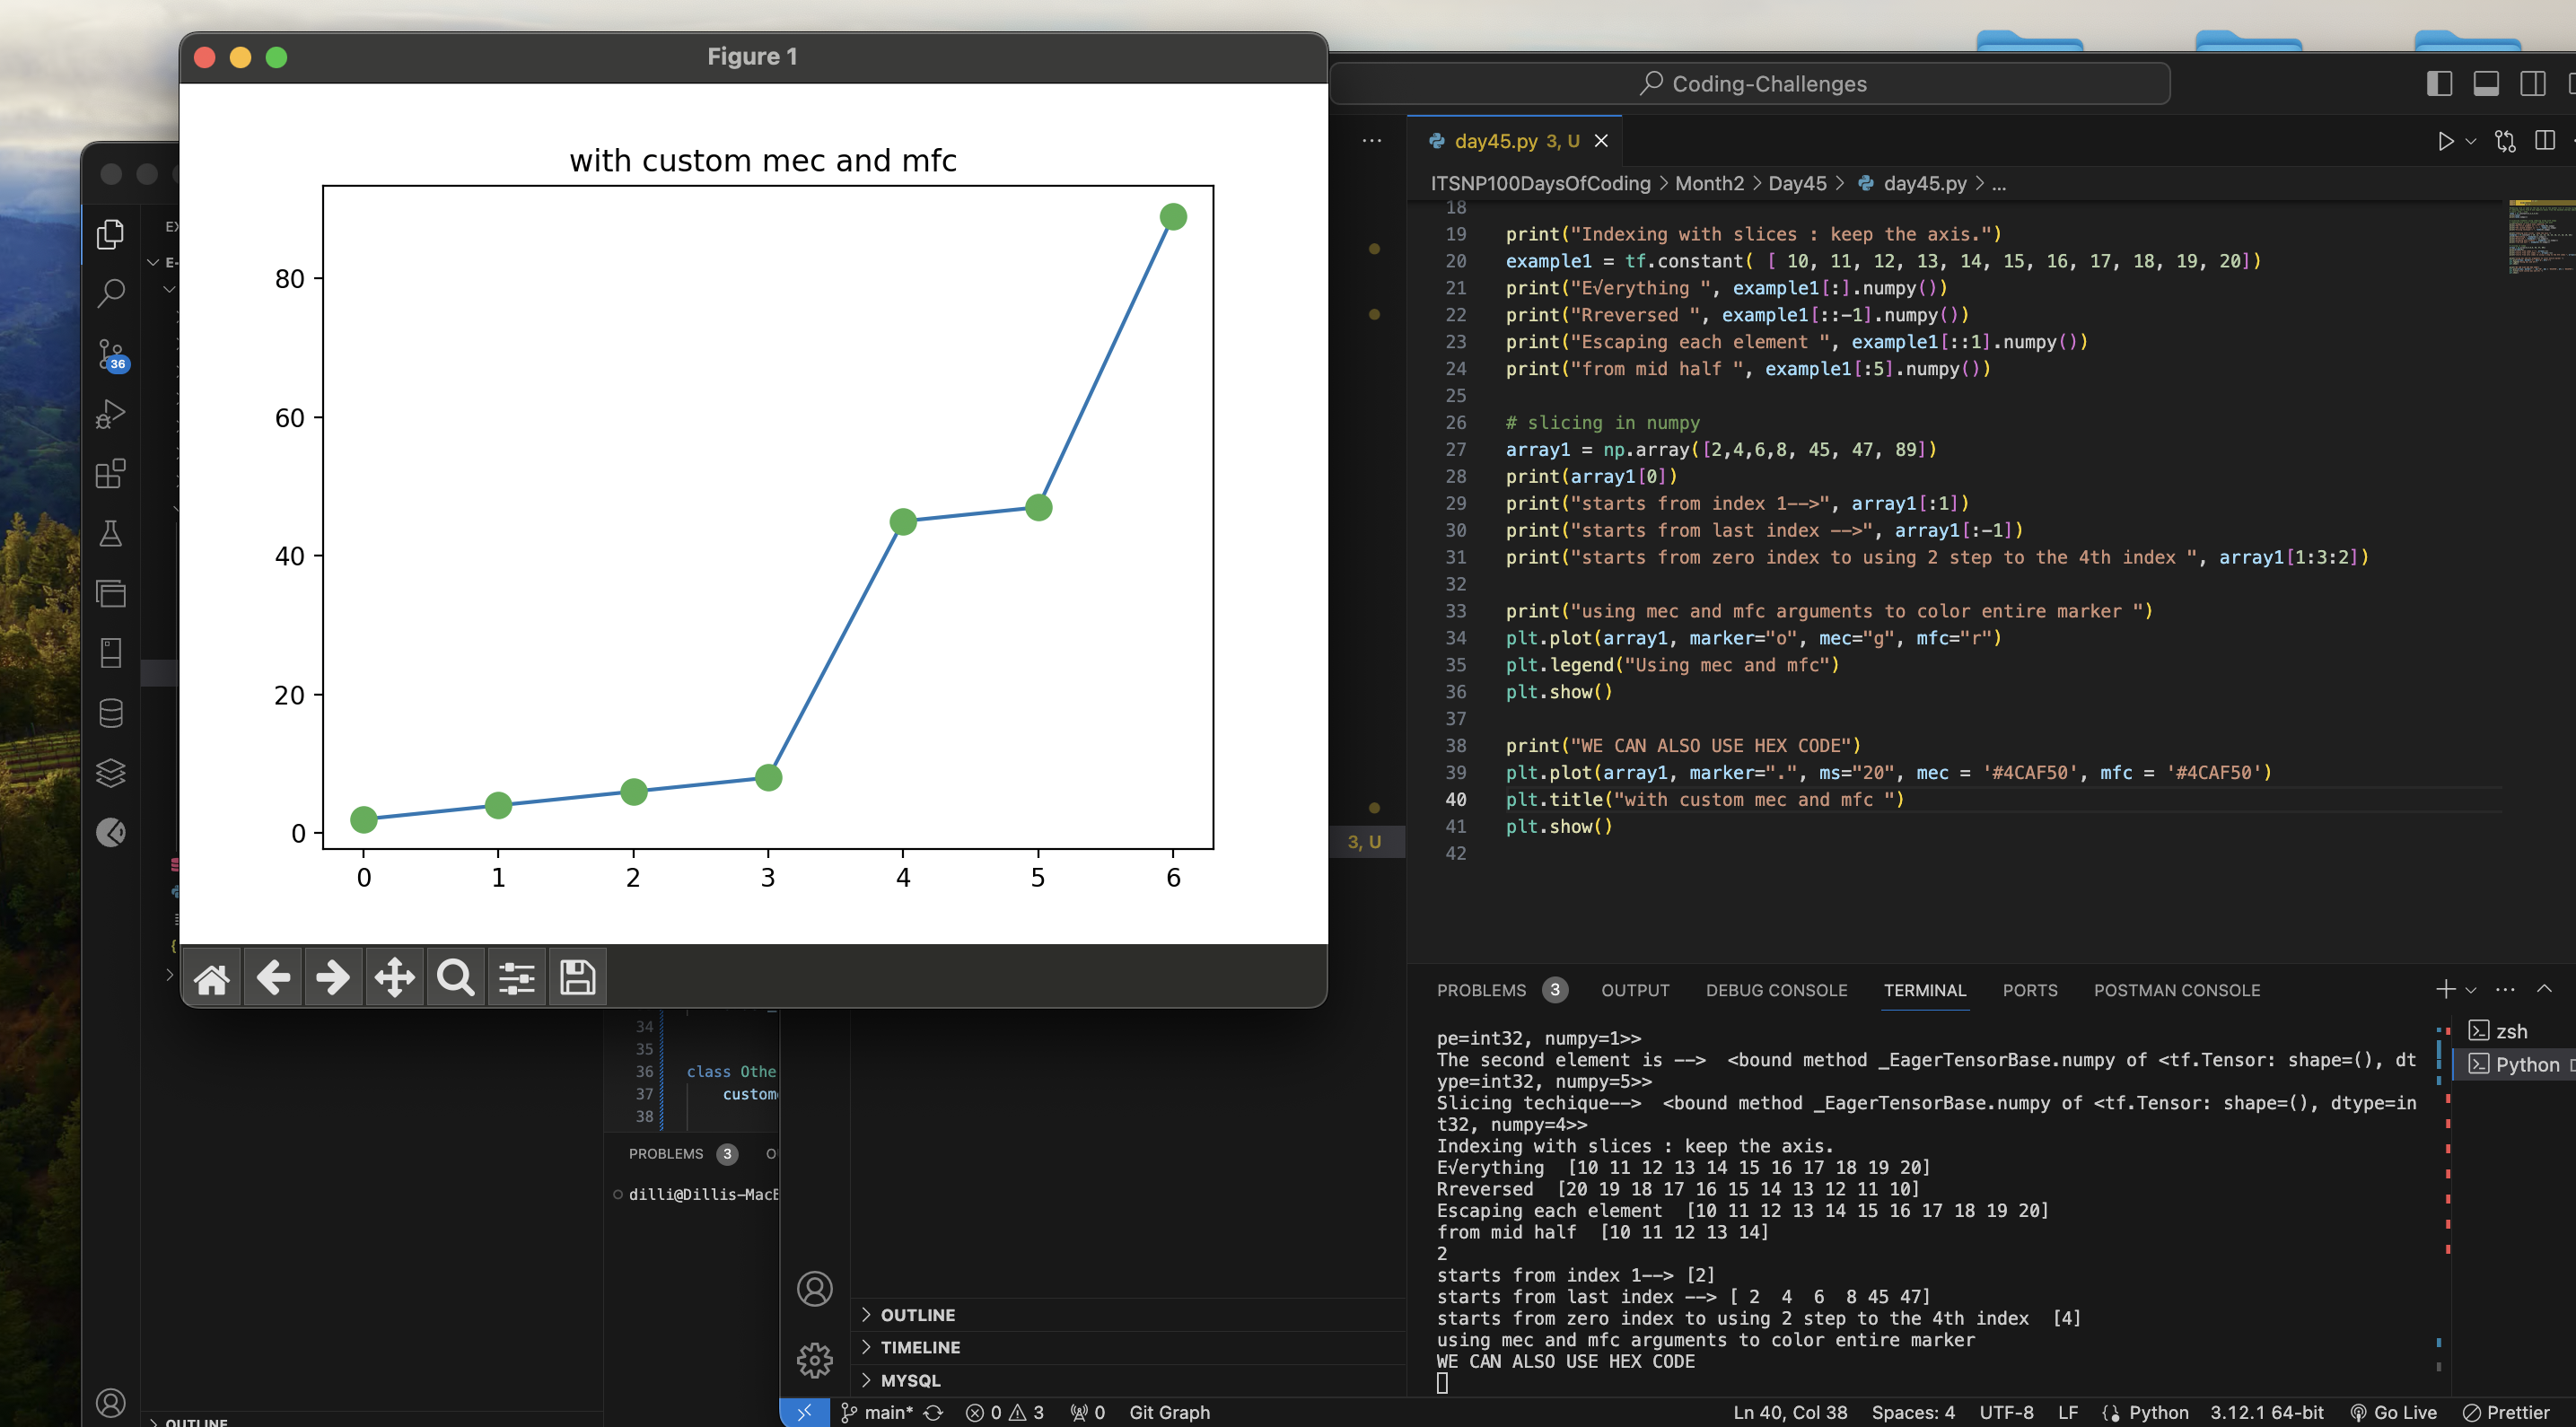 Figure 1
with custom mec and mfc
80
60
40
20
0
0 1 2 3 4 5 6
Coding-Challenges
day45.py 3, U
ITSNP100DaysOfCoding > Month2 > Day45 > day45.py > ...
18
19 print("Indexing with slices : keep the axis.")
20 example1 = tf.constant( [ 10, 11, 12, 13, 14, 15, 16, 17, 18, 19, 20])
21 print("E√erything ", example1[:].numpy())
22 print("Rreversed ", example1[::-1].numpy())
23 print("Escaping each element ", example1[::1].numpy())
24 print("from mid half ", example1[:5].numpy())
25
26 # slicing in numpy
27 array1 = np.array([2,4,6,8, 45, 47, 89])
28 print(array1[0])
29 print("starts from index 1-->", array1[:1])
30 print("starts from last index -->", array1[:-1])
31 print("starts from zero index to using 2 step to the 4th index ", array1[1:3:2])
32
33 print("using mec and mfc arguments to color entire marker ")
34 plt.plot(array1, marker="o", mec="g", mfc="r")
35 plt.legend("Using mec and mfc")
36 plt.show()
37
38 print("WE CAN ALSO USE HEX CODE")
39 plt.plot(array1, marker=".", ms="20", mec = '#4CAF50', mfc = '#4CAF50')
40 plt.title("with custom mec and mfc ")
41 plt.show()
42
3, U
36
PROBLEMS 3 OUTPUT DEBUG CONSOLE TERMINAL PORTS POSTMAN CONSOLE
pe=int32, numpy=1>>
The second element is --> <bound method _EagerTensorBase.numpy of <tf.Tensor: shape=(), dt
ype=int32, numpy=5>>
Slicing techique--> <bound method _EagerTensorBase.numpy of <tf.Tensor: shape=(), dtype=in
t32, numpy=4>>
Indexing with slices : keep the axis.
E√erything [10 11 12 13 14 15 16 17 18 19 20]
Rreversed [20 19 18 17 16 15 14 13 12 11 10]
Escaping each element [10 11 12 13 14 15 16 17 18 19 20]
from mid half [10 11 12 13 14]
2
starts from index 1--> [2]
starts from last index --> [ 2 4 6 8 45 47]
starts from zero index to using 2 step to the 4th index [4]
using mec and mfc arguments to color entire marker
WE CAN ALSO USE HEX CODE
zsh
Python
34
35
36 class Othe
37 custom
38
PROBLEMS 3
dilli@Dillis-Mac
OUTLINE
TIMELINE
MYSQL
OUTLINE
main* 0 3 0 Git Graph
Ln 40, Col 38 Spaces: 4 UTF-8 LF Python 3.12.1 64-bit Go Live Prettier